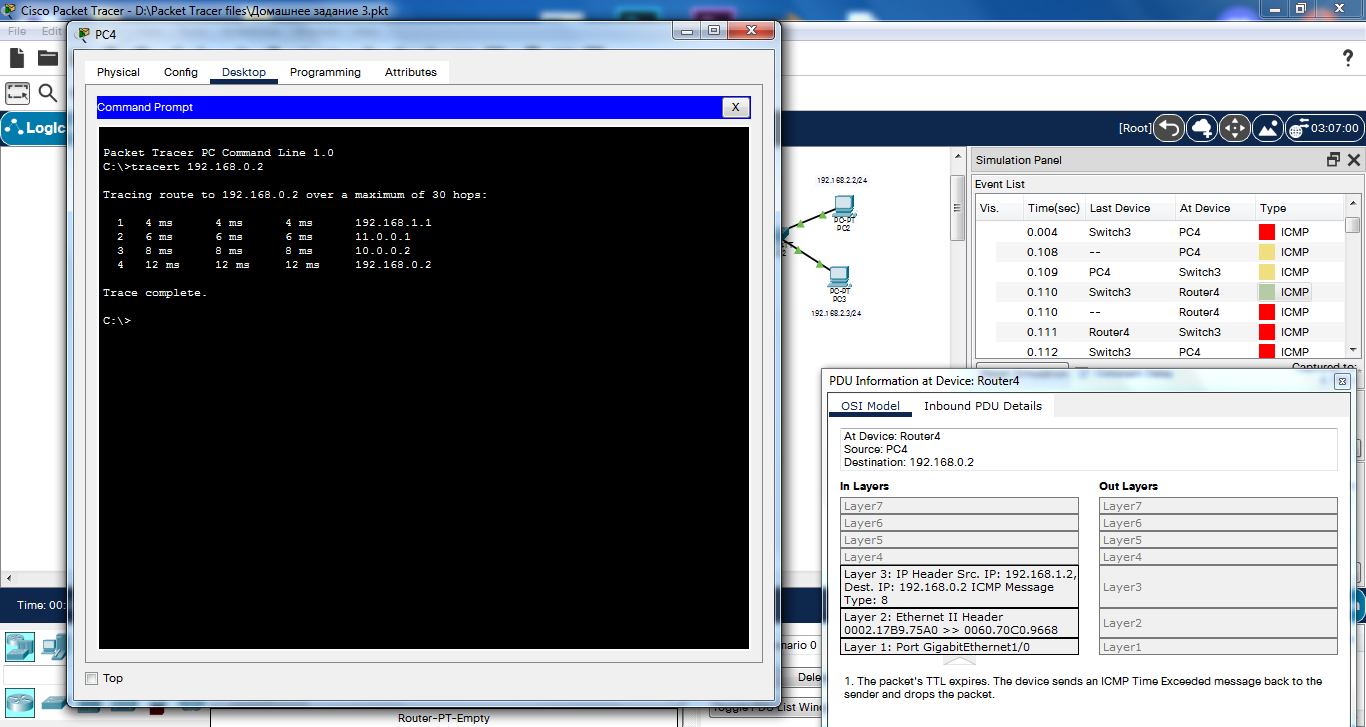 Cisco Packet Tracer - D:\Packet Tracer files\Домашнее задание 3.pkt
File Edit
PC4
Physical Config Desktop Programming Attributes
Command Prompt X
Packet Tracer PC Command Line 1.0
C:\>tracert 192.168.0.2
Tracing route to 192.168.0.2 over a maximum of 30 hops:
1 4 ms 4 ms 4 ms 192.168.1.1
2 6 ms 6 ms 6 ms 11.0.0.1
3 8 ms 8 ms 8 ms 10.0.0.2
4 12 ms 12 ms 12 ms 192.168.0.2
Trace complete.
C:\>
Top
Logic
[Root] 03:07:00
192.168.2.2/24
PC-PT
PC2
PC-PT
PC3
192.168.2.3/24
Simulation Panel
Event List
Vis. Time(sec) Last Device At Device Type
0.004 Switch3 PC4 ICMP
0.108 -- PC4 ICMP
0.109 PC4 Switch3 ICMP
0.110 Switch3 Router4 ICMP
0.110 -- Router4 ICMP
0.111 Router4 Switch3 ICMP
0.112 Switch3 PC4 ICMP
Captured to:
PDU Information at Device: Router4
OSI Model Inbound PDU Details
At Device: Router4
Source: PC4
Destination: 192.168.0.2
In Layers Out Layers
Layer7 Layer7
Layer6 Layer6
Layer5 Layer5
Layer4 Layer4
Layer 3: IP Header Src. IP: 192.168.1.2,
Dest. IP: 192.168.0.2 ICMP Message Layer3
Type: 8
Layer 2: Ethernet II Header Layer2
0002.17B9.75A0 >> 0060.70C0.9668
Layer 1: Port GigabitEthernet1/0 Layer1
1. The packet's TTL expires. The device sends an ICMP Time Exceeded message back to the
sender and drops the packet.
Time: 00:
nario 0
Dele
Toggle PDU List Wind
Router-PT-Empty